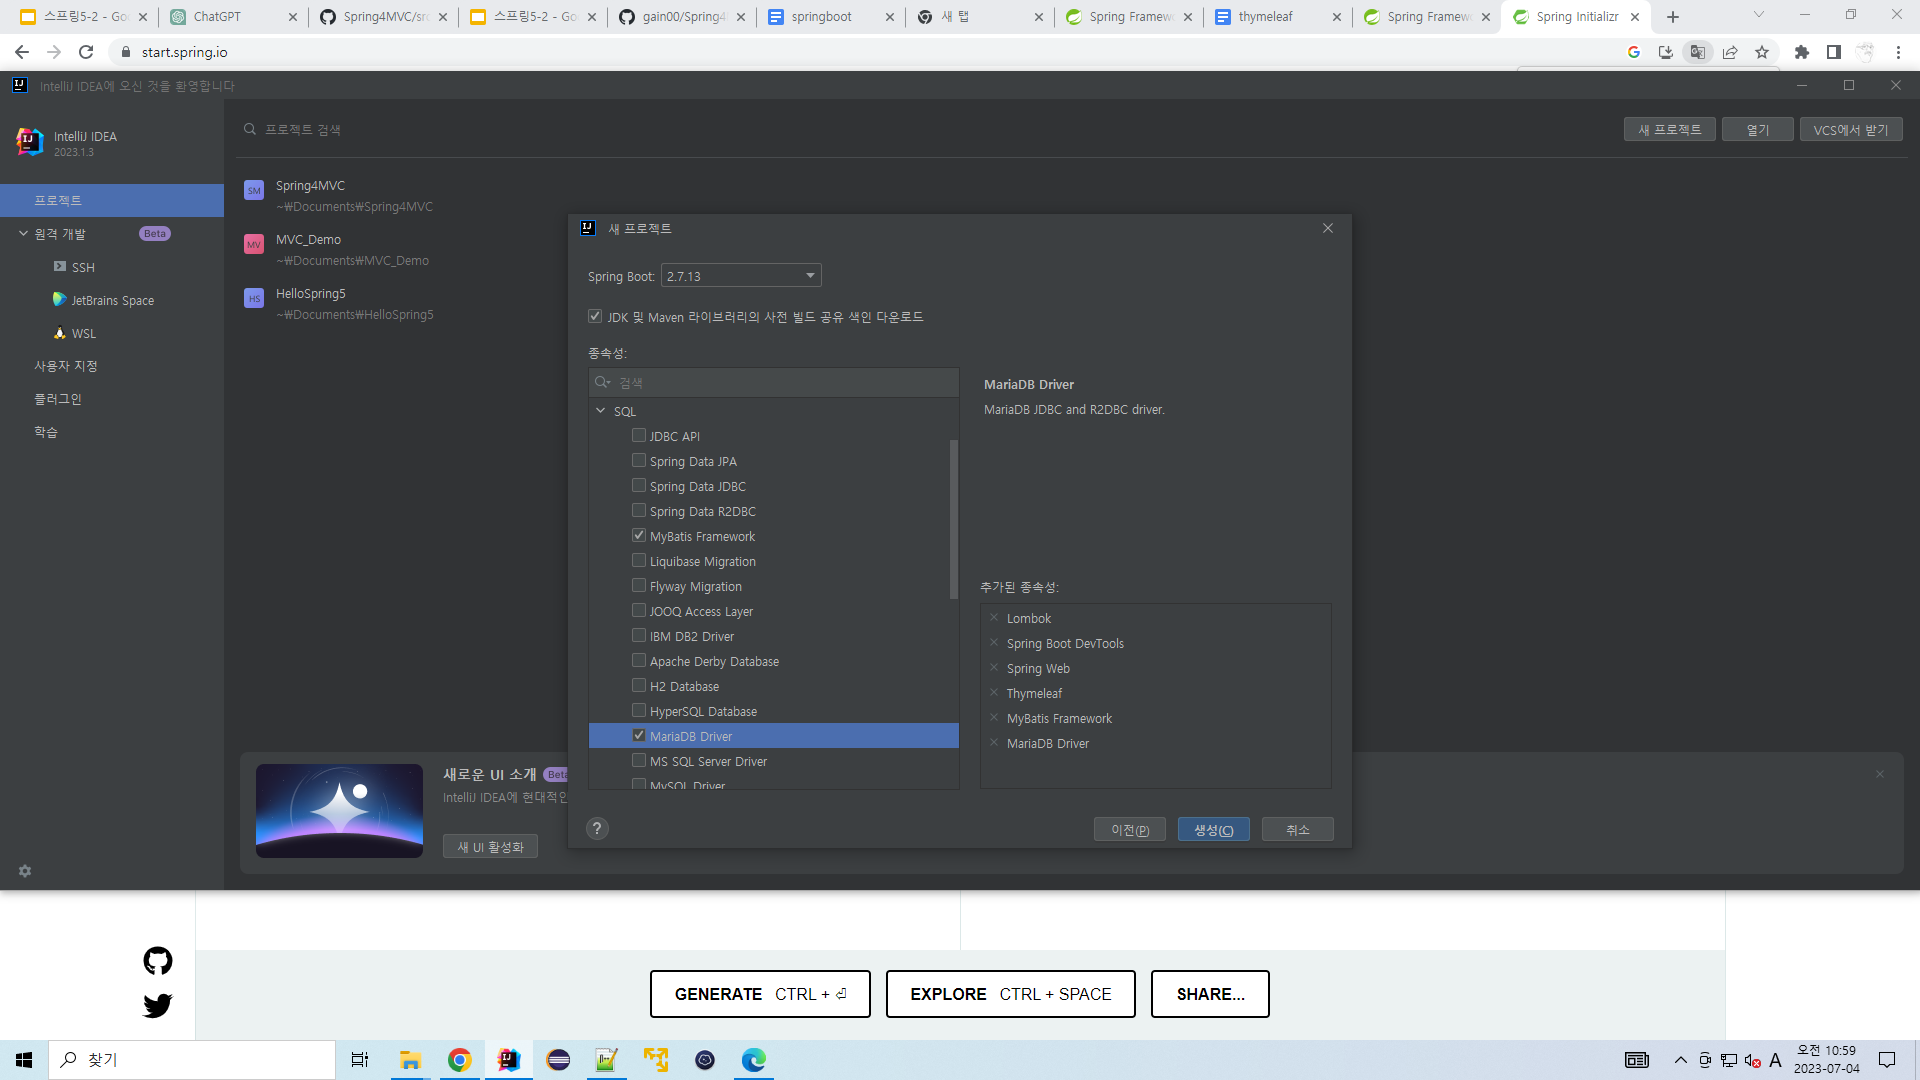 스프링5-2 - Goo
ChatGPT
Spring4MVC/src
스프링5-2 - Goo
gain00/Spring4
springboot
새 탭
Spring Framew
thymeleaf
Spring Framew
Spring Initializr
start.spring.io
IntelliJ IDEA에 오신 것을 환영합니다
IntelliJ IDEA
2023.1.3
프로젝트
원격 개발 Beta
SSH
JetBrains Space
WSL
사용자 지정
플러그인
학습
프로젝트 검색
새 프로젝트 열기 VCS에서 받기
SM Spring4MVC
~₩Documents₩Spring4MVC
MV MVC_Demo
~₩Documents₩MVC_Demo
HS HelloSpring5
~₩Documents₩HelloSpring5
새 프로젝트
Spring Boot: 2.7.13
JDK 및 Maven 라이브러리의 사전 빌드 공유 색인 다운로드
종속성:
검색
SQL
JDBC API
Spring Data JPA
Spring Data JDBC
Spring Data R2DBC
MyBatis Framework
Liquibase Migration
Flyway Migration
JOOQ Access Layer
IBM DB2 Driver
Apache Derby Database
H2 Database
HyperSQL Database
MariaDB Driver
MS SQL Server Driver
MySQL Driver
MariaDB Driver
MariaDB JDBC and R2DBC driver.
추가된 종속성:
Lombok
Spring Boot DevTools
Spring Web
Thymeleaf
MyBatis Framework
MariaDB Driver
? 이전(P) 생성(C) 취소
새로운 UI 소개 Beta
IntelliJ IDEA에 현대적인
새 UI 활성화
GENERATE CTRL + ⏎
EXPLORE CTRL + SPACE
SHARE...
찾기
A
오전 10:59
2023-07-04